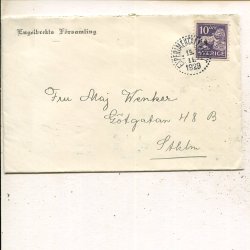 Engelbrekts Församling
10
SVERIGE
1929
Fru Maj Wenker
Götgatan 48 B
Sthlm